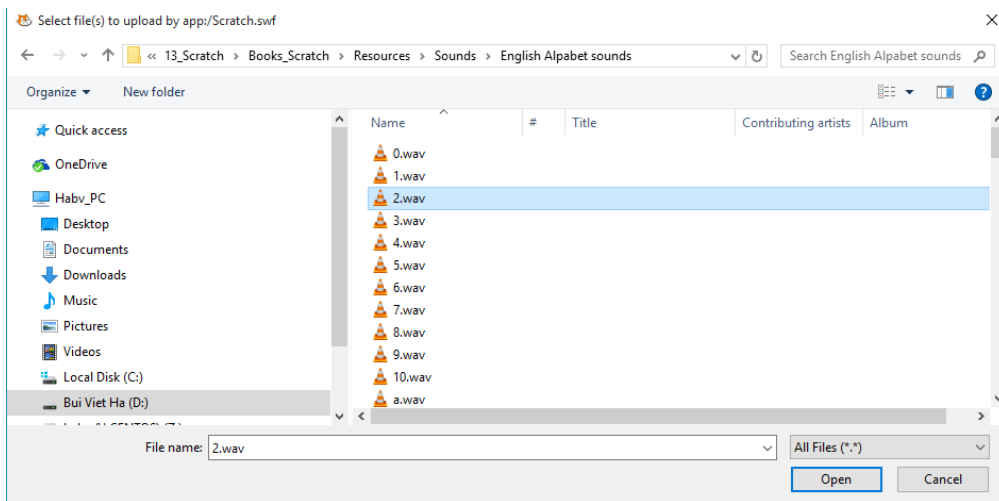 Select file(s) to upload by app:/Scratch.swf
« 13_Scratch › Books_Scratch › Resources › Sounds › English Alpabet sounds
Search English Alpabet sounds
Organize New folder
Name # Title Contributing artists Album
Quick access
OneDrive
Habv_PC
Desktop
Documents
Downloads
Music
Pictures
Videos
Local Disk (C:)
Bui Viet Ha (D:)
0.wav
1.wav
2.wav
3.wav
4.wav
5.wav
6.wav
7.wav
8.wav
9.wav
10.wav
a.wav
File name: 2.wav
All Files (*.*)
Open Cancel